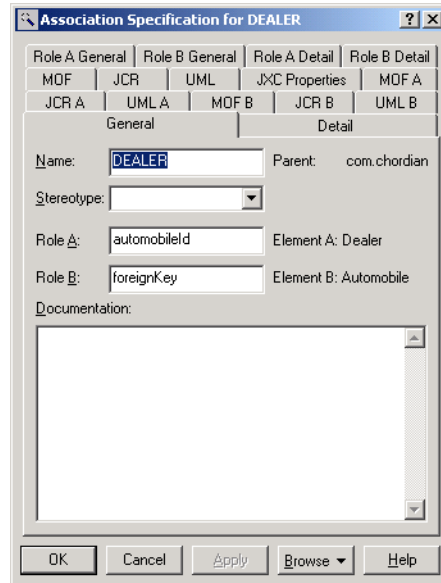 Association Specification for DEALER
Role A General Role B General Role A Detail Role B Detail
MOF JCR UML JXC Properties MOF A
JCR A UML A MOF B JCR B UML B
General Detail
Name: DEALER Parent: com.chordian
Stereotype:
Role A: automobileId Element A: Dealer
Role B: foreignKey Element B: Automobile
Documentation:
OK Cancel Apply Browse Help